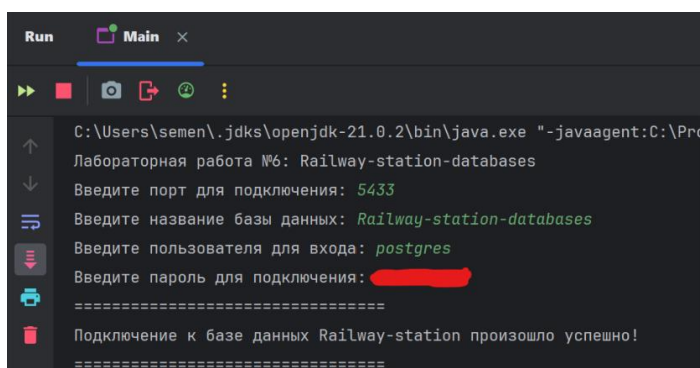 Run Main ×
C:\Users\semen\.jdks\openjdk-21.0.2\bin\java.exe "-javaagent:C:\Pro
Лабораторная работа №6: Railway-station-databases
Введите порт для подключения: 5433
Введите название базы данных: Railway-station-databases
Введите пользователя для входа: postgres
Введите пароль для подключения:
=================================
Подключение к базе данных Railway-station произошло успешно!
=================================